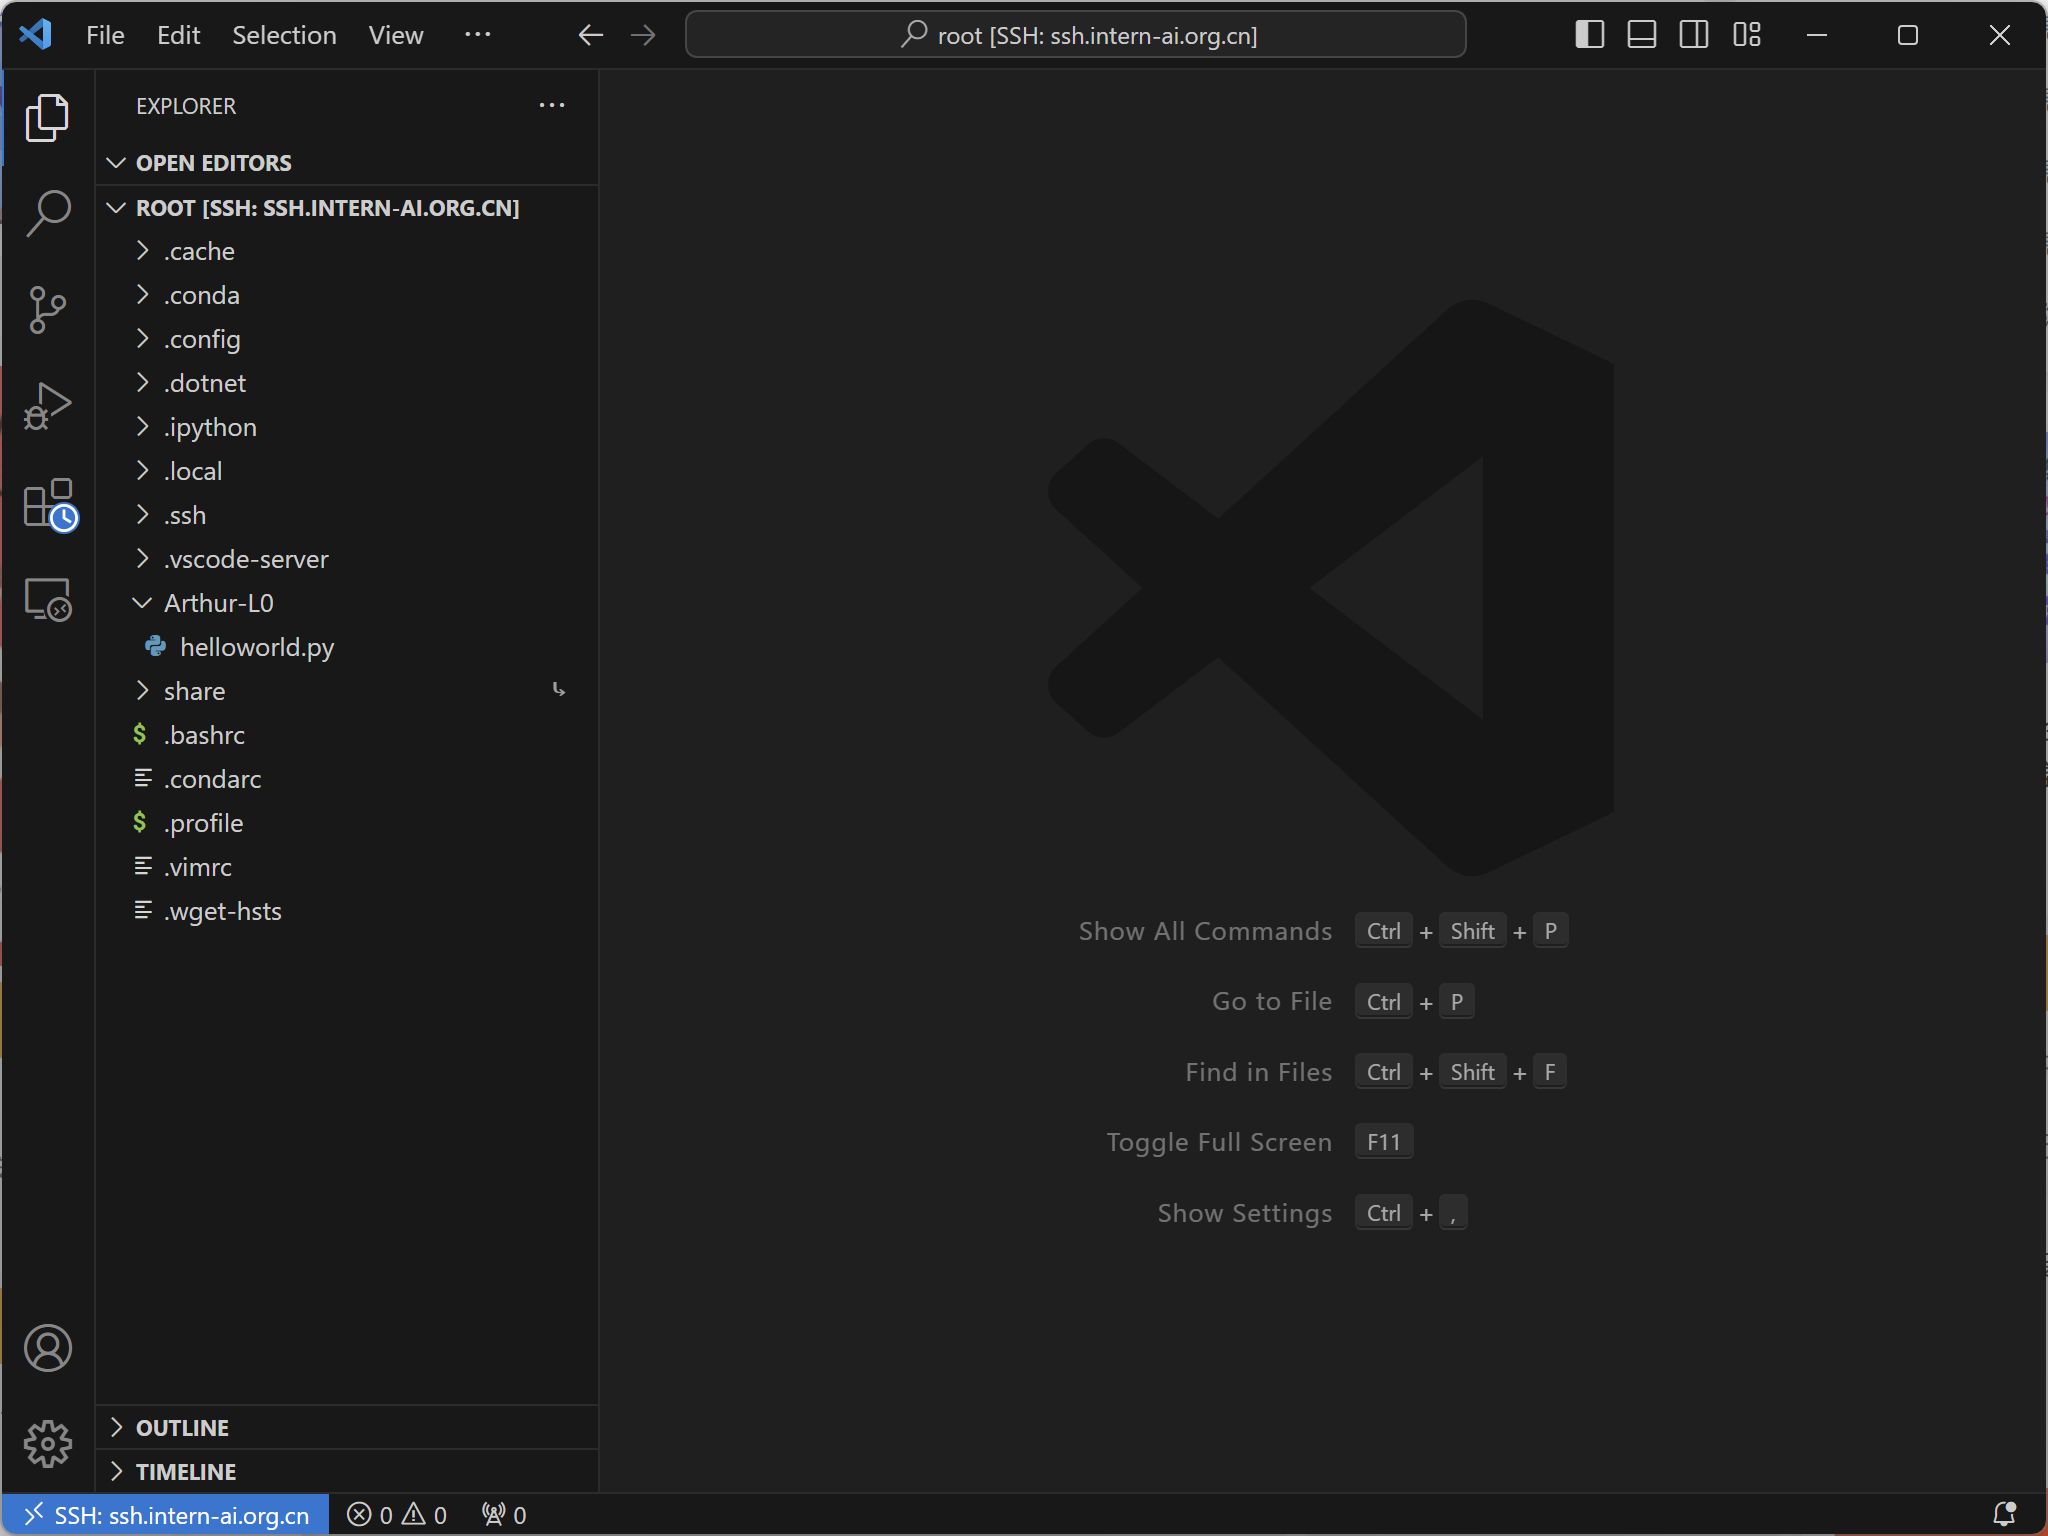 File Edit Selection View ···
root [SSH: ssh.intern-ai.org.cn]
EXPLORER
OPEN EDITORS
ROOT [SSH: SSH.INTERN-AI.ORG.CN]
.cache
.conda
.config
.dotnet
.ipython
.local
.ssh
.vscode-server
Arthur-L0
helloworld.py
share
$ .bashrc
.condarc
$ .profile
.vimrc
.wget-hsts
Show All Commands Ctrl + Shift + P
Go to File Ctrl + P
Find in Files Ctrl + Shift + F
Toggle Full Screen F11
Show Settings Ctrl + ,
OUTLINE
TIMELINE
SSH: ssh.intern-ai.org.cn 0 0 0